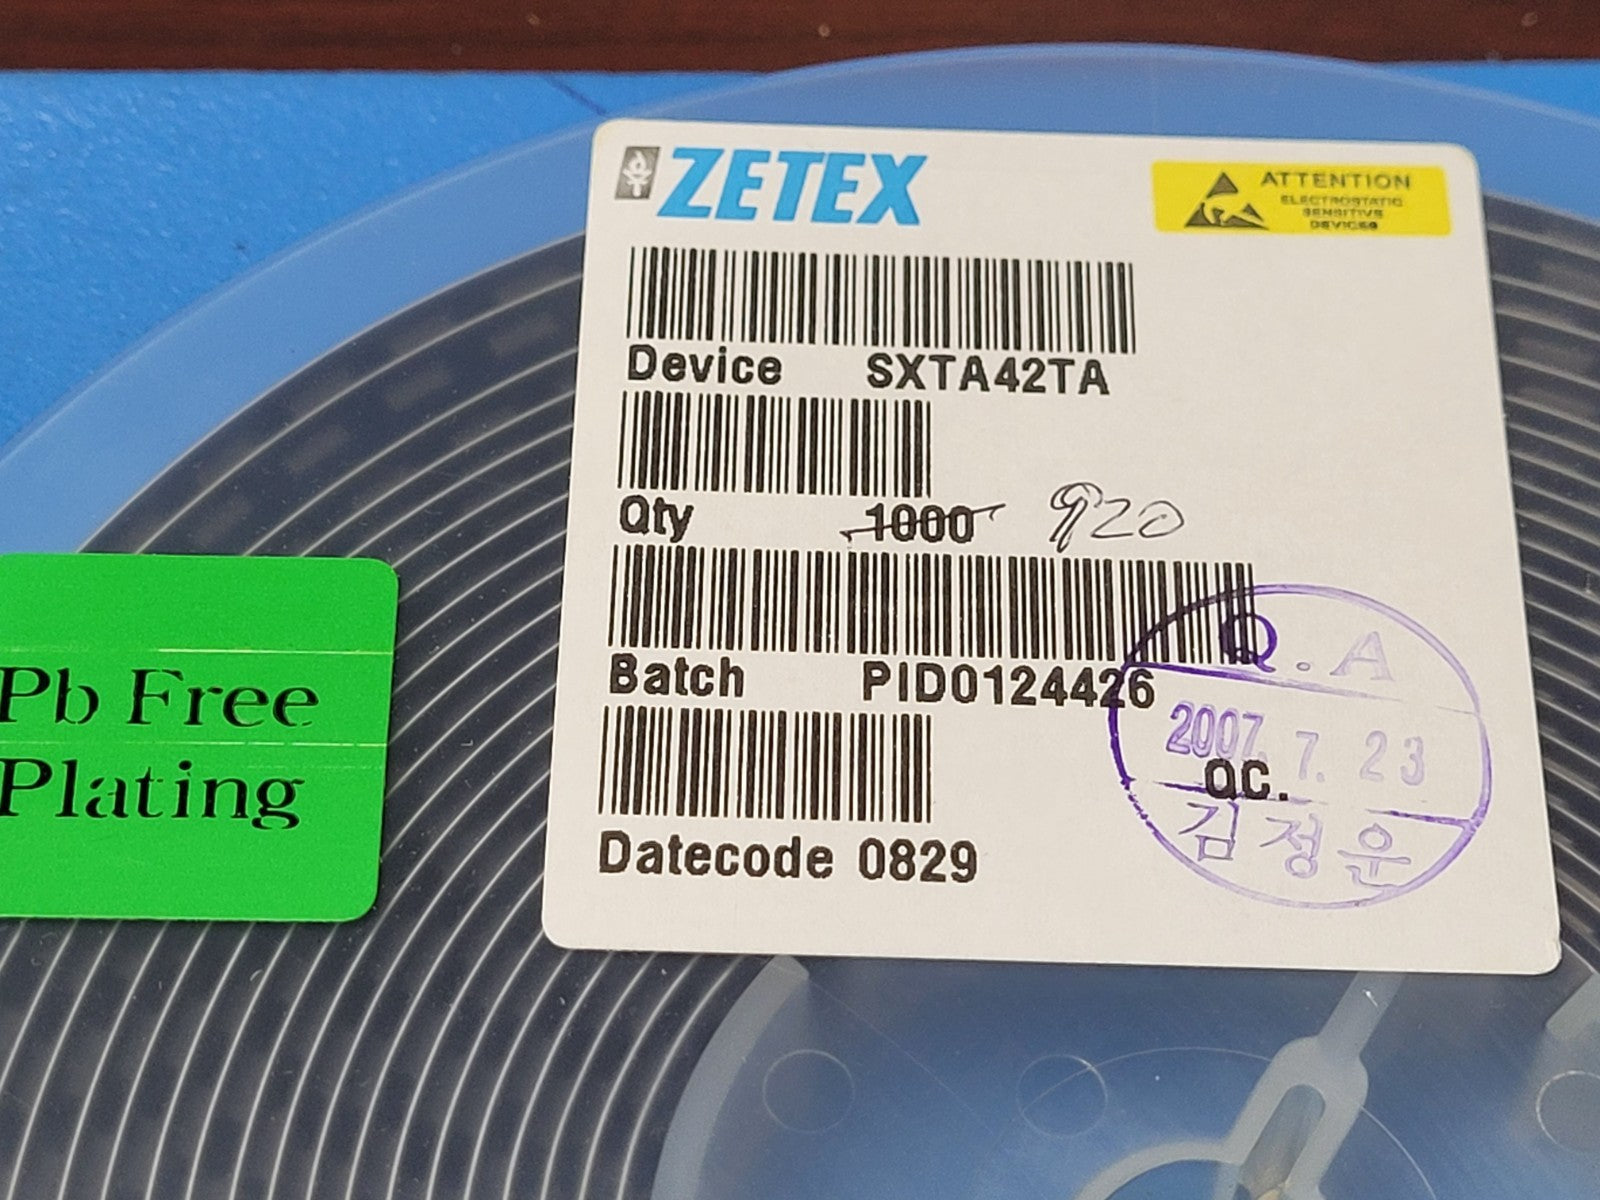 ZETEX
ATTENTION
ELECTROSTATIC
SENSITIVE
DEVICES
Device SXTA42TA
Qty 1000 920
Batch PID0124426
Q.A
2007. 7. 23
QC.
김정운
Datecode 0829
Pb Free
Plating